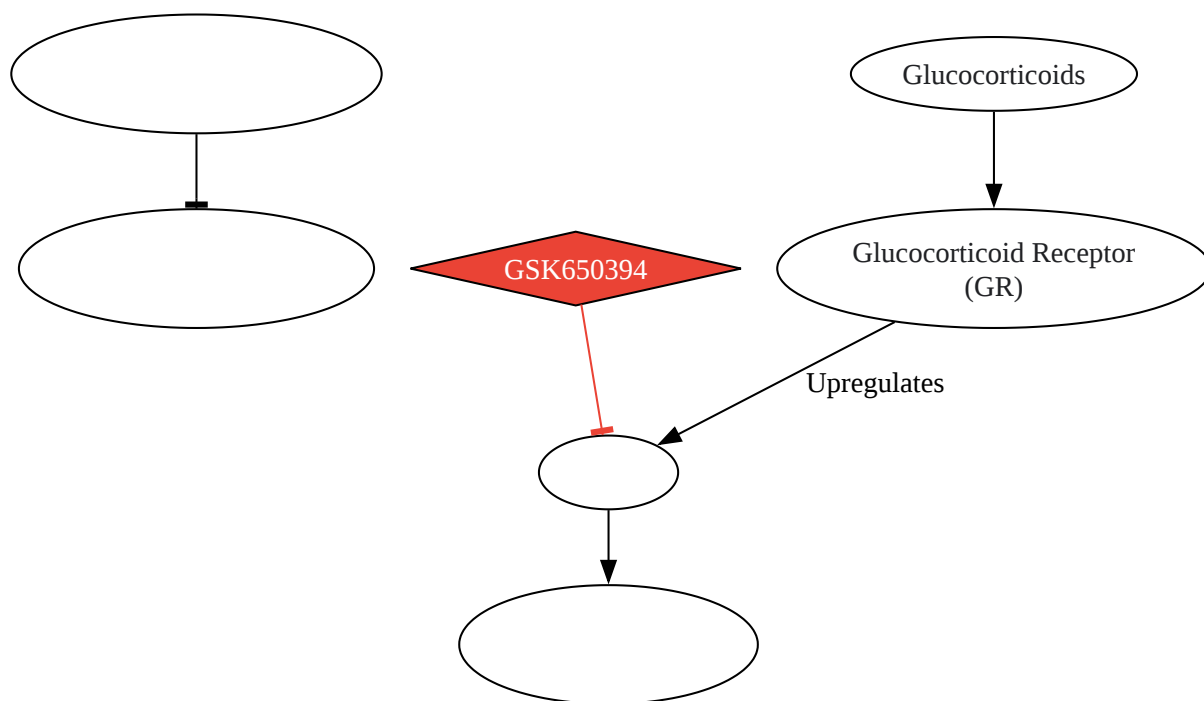 Glucocorticoids
GSK650394
Glucocorticoid Receptor
(GR)
Upregulates